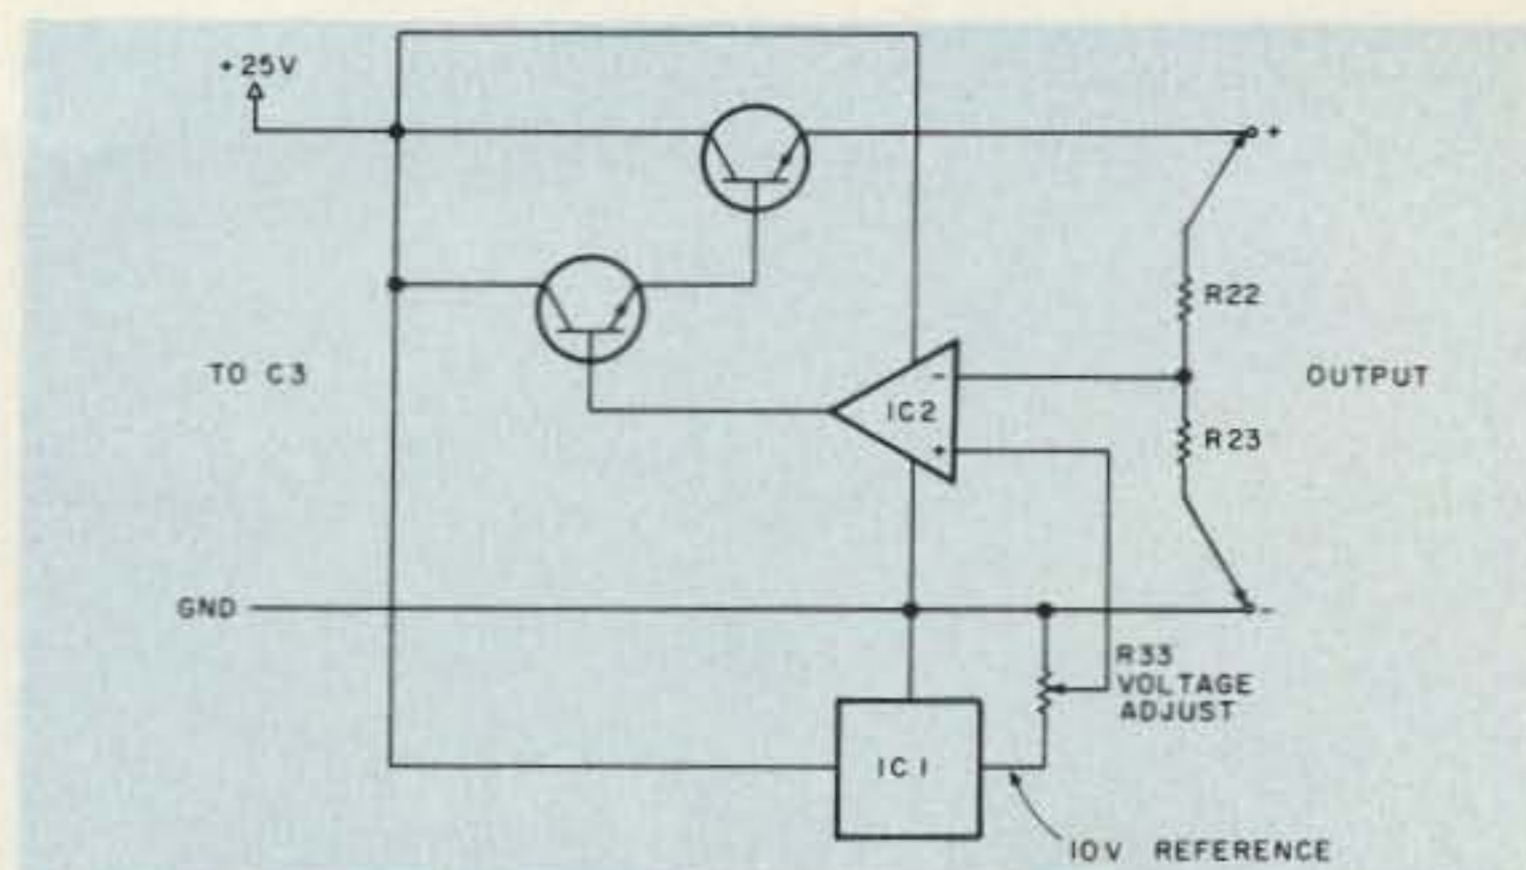 +25V
+
R22
TO C3
-
IC2
OUTPUT
+
R23
GND
-
R33
VOLTAGE
ADJUST
IC1
10V REFERENCE